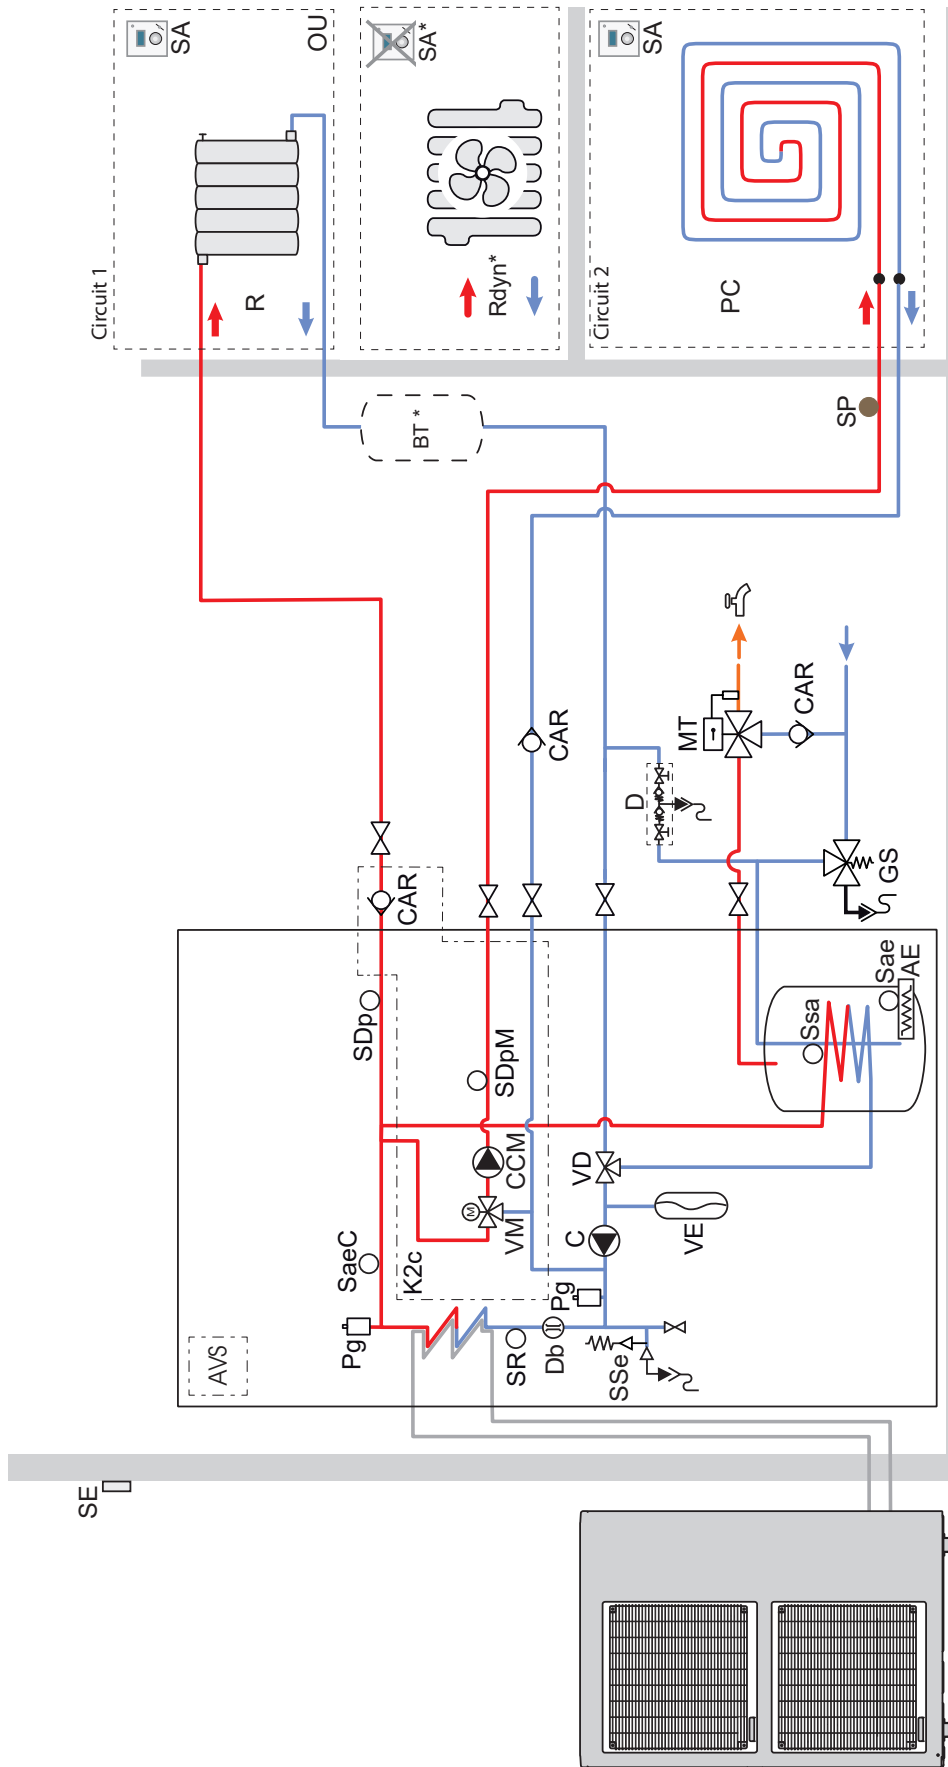 SE
AVS
Pg
SaeC
K2c
SDp
CAR
SR
Db
SSe
Pg
C
VE
VM
M
CCM
SDpM
VD
Ssa
Sae
AE
GS
D
MT
CAR
CAR
BT *
SP
Circuit 1
R
SA
OU
SA*
Rdyn*
Circuit 2
PC
SA